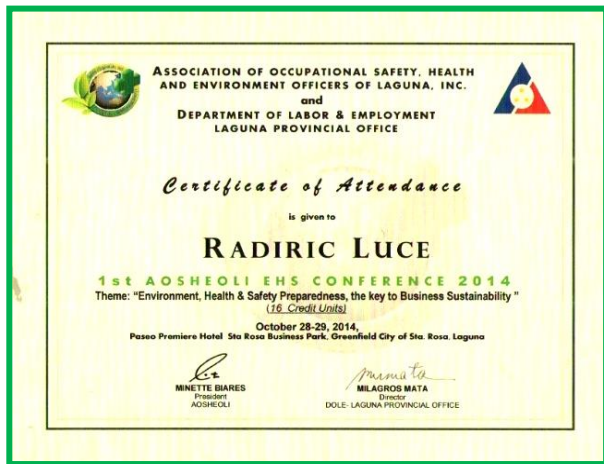 ASSOCIATION OF OCCUPATIONAL SAFETY, HEALTH
AND ENVIRONMENT OFFICERS OF LAGUNA, INC.
and
DEPARTMENT OF LABOR & EMPLOYMENT
LAGUNA PROVINCIAL OFFICE
Certificate of Attendance
is given to
RADIRIC LUCE
1st AOSHEOLI EHS CONFERENCE 2014
Theme: "Environment, Health & Safety Preparedness, the key to Business Sustainability "
(16 Credit Units)
October 28-29, 2014,
Paseo Premiere Hotel Sta Rosa Business Park, Greenfield City of Sta. Rosa, Laguna
MINETTE BIARES
President
AOSHEOLI
MILAGROS MATA
Director
DOLE- LAGUNA PROVINCIAL OFFICE